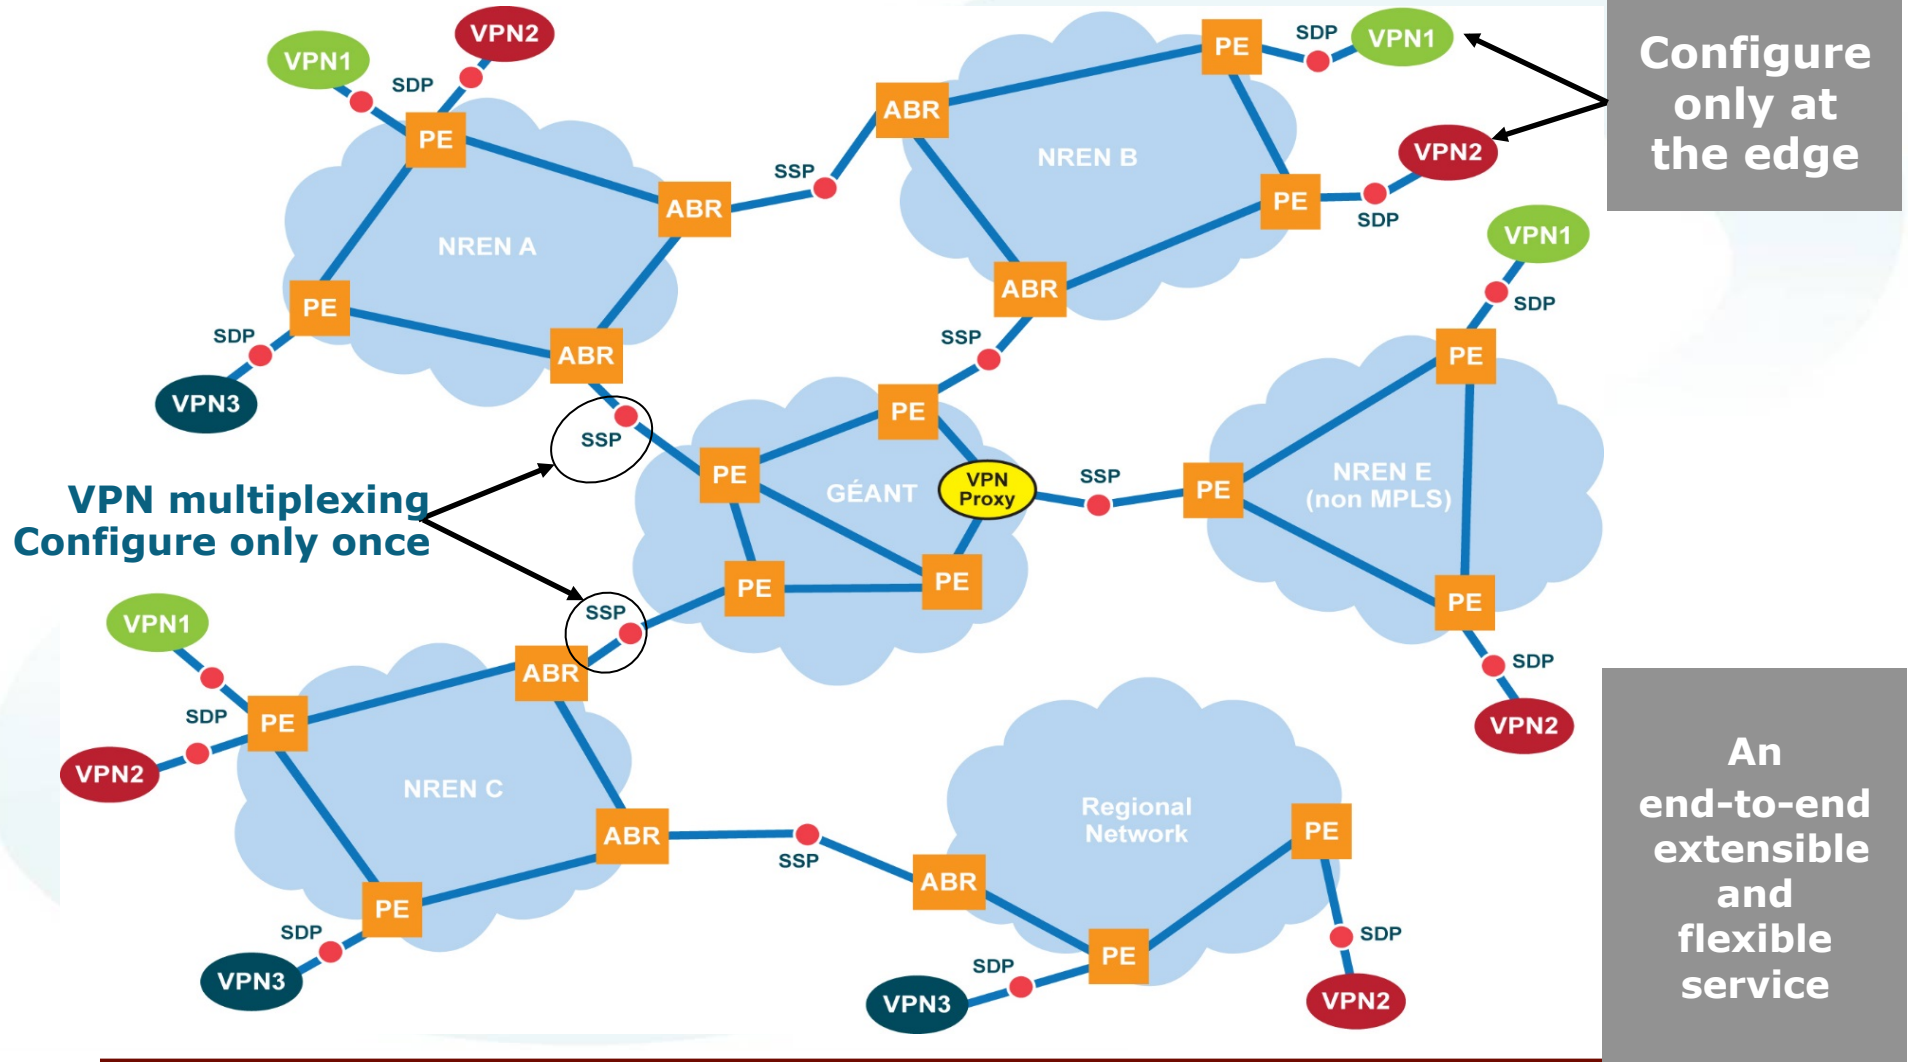 VPN1
VPN2
SDP
PE
ABR
NREN A
PE
SDP
VPN3
ABR
SSP
SSP
ABR
PE
SDP
VPN1
NREN B
PE
SDP
VPN2
ABR
SSP
Configure
only at
the edge
VPN1
SDP
PE
PE
NREN E
(non MPLS)
PE
SDP
VPN2
SSP
PE
PE
GÉANT
VPN
Proxy
PE
PE
VPN multiplexing
Configure only once
SSP
ABR
VPN1
SDP
PE
VPN2
NREN C
ABR
PE
SDP
VPN3
SSP
Regional
Network
ABR
PE
PE
SDP
VPN3
SDP
VPN2
An
end-to-end
extensible
and
flexible
service